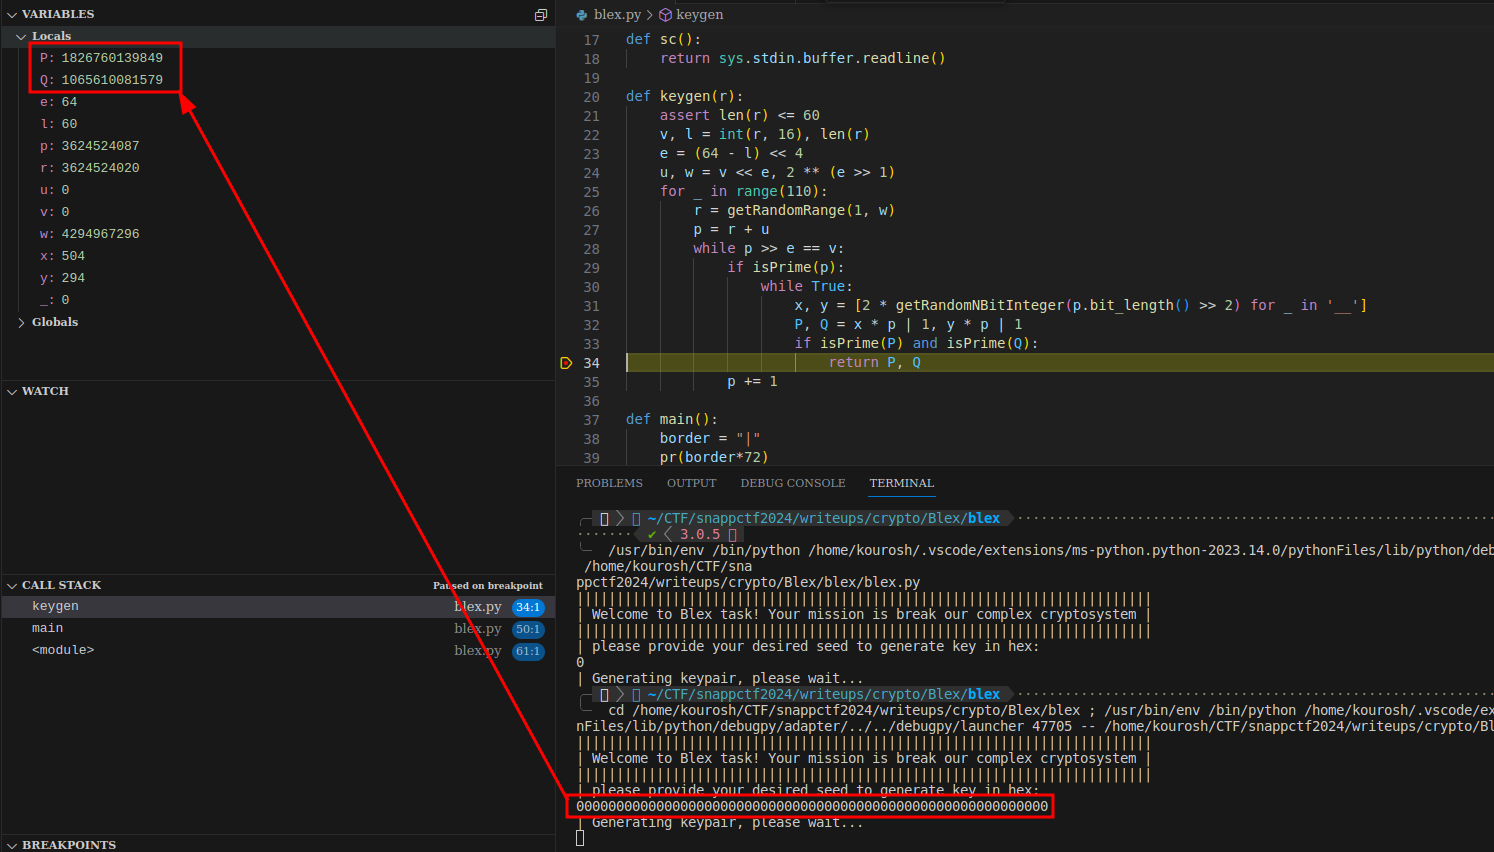 VARIABLES
Locals
P: 1826760139849
Q: 1065610081579
e: 64
l: 60
p: 3624524087
r: 3624524020
u: 0
v: 0
w: 4294967296
x: 504
y: 294
_: 0
Globals
WATCH
CALL STACK
Paused on breakpoint
keygen blex.py 34:1
main blex.py 50:1
<module> blex.py 61:1
BREAKPOINTS
blex.py > keygen
17 def sc():
18 return sys.stdin.buffer.readline()
19
20 def keygen(r):
21 assert len(r) <= 60
22 v, l = int(r, 16), len(r)
23 e = (64 - l) << 4
24 u, w = v << e, 2 ** (e >> 1)
25 for _ in range(110):
26 r = getRandomRange(1, w)
27 p = r + u
28 while p >> e == v:
29 if isPrime(p):
30 while True:
31 x, y = [2 * getRandomNBitInteger(p.bit_length() >> 2) for _ in '__']
32 P, Q = x * p | 1, y * p | 1
33 if isPrime(P) and isPrime(Q):
34 return P, Q
35 p += 1
36
37 def main():
38 border = "|"
39 pr(border*72)
PROBLEMS OUTPUT DEBUG CONSOLE TERMINAL
~/CTF/snappctf2024/writeups/crypto/Blex/blex
✔ 3.0.5
/usr/bin/env /bin/python /home/kourosh/.vscode/extensions/ms-python.python-2023.14.0/pythonFiles/lib/python/deb
/home/kourosh/CTF/sna
ppctf2024/writeups/crypto/Blex/blex/blex.py
||||||||||||||||||||||||||||||||||||||||||||||||||||||||||||||||||||||||
| Welcome to Blex task! Your mission is break our complex cryptosystem |
||||||||||||||||||||||||||||||||||||||||||||||||||||||||||||||||||||||||
| please provide your desired seed to generate key in hex:
0
| Generating keypair, please wait...
~/CTF/snappctf2024/writeups/crypto/Blex/blex
cd /home/kourosh/CTF/snappctf2024/writeups/crypto/Blex/blex ; /usr/bin/env /bin/python /home/kourosh/.vscode/ex
nFiles/lib/python/debugpy/adapter/../../debugpy/launcher 47705 -- /home/kourosh/CTF/snappctf2024/writeups/crypto/Bl
||||||||||||||||||||||||||||||||||||||||||||||||||||||||||||||||||||||||
| Welcome to Blex task! Your mission is break our complex cryptosystem |
||||||||||||||||||||||||||||||||||||||||||||||||||||||||||||||||||||||||
| please provide your desired seed to generate key in hex:
00000000000000000000000000000000000000000000000000000000000
| Generating keypair, please wait...